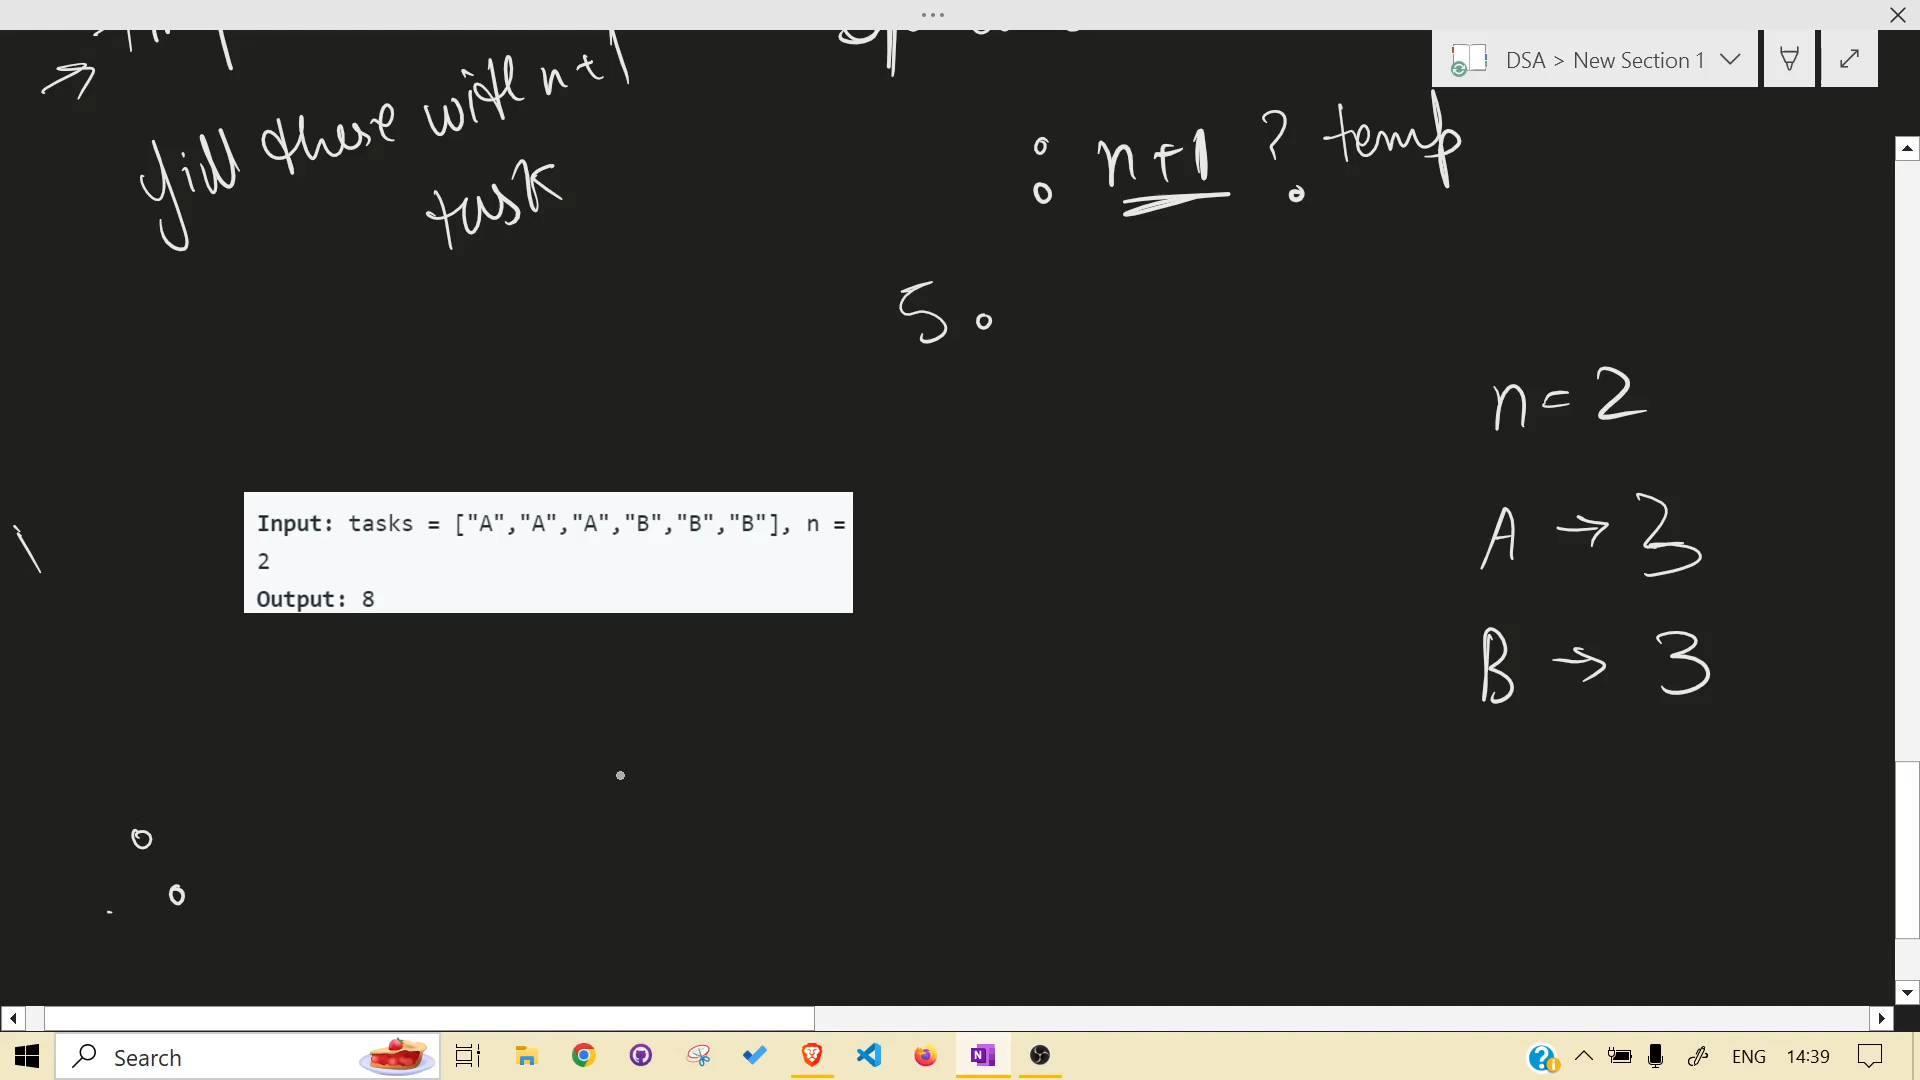 DSA > New Section 1
fill these with n+1
task
: n+1 ? temp
5.
n = 2
A → 3
B → 3
Input: tasks = ["A","A","A","B","B","B"], n =
2
Output: 8
Search
ENG 14:39